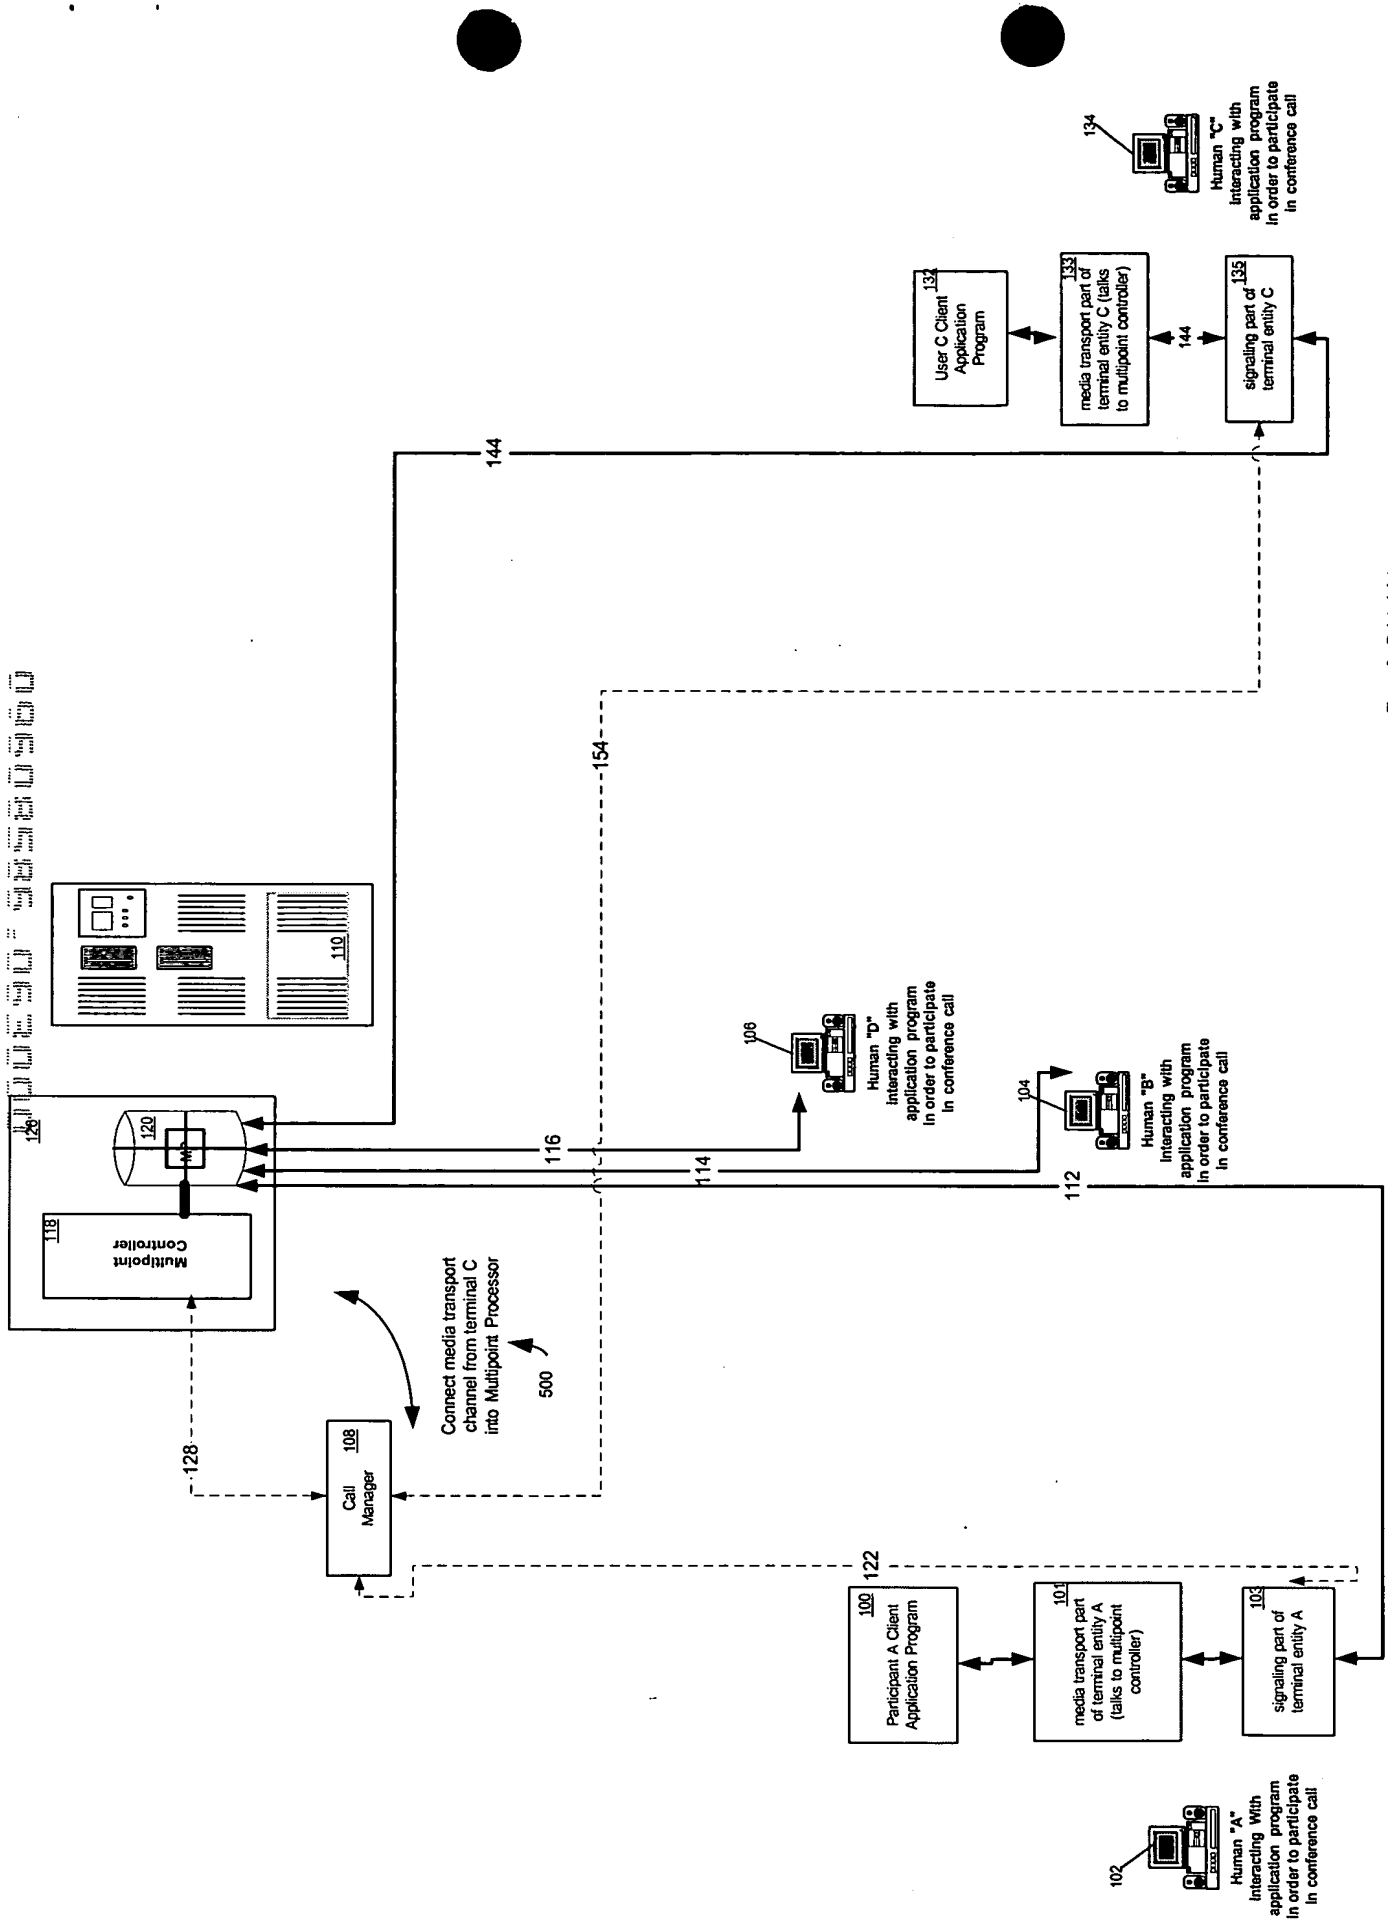 126
118
Multipoint
Controller
120
110
128
Call
Manager
108
Connect media transport
channel from terminal C
into Multipoint Processor
500
154
144
116
114
112
122
106
Human "D"
Interacting with
application program
In order to participate
In conference call
104
Human "B"
Interacting with
application program
In order to participate
In conference call
100
Participant A Client
Application Program
101
media transport part
of terminal entity A
(talks to multipoint
controller)
103
signaling part of
terminal entity A
102
Human "A"
Interacting With
application program
In order to participate
In conference call
132
User C Client
Application
Program
133
media transport part of
terminal entity C (talks
to multipoint controller)
144
135
signaling part of
terminal entity C
134
Human "C"
Interacting with
application program
In order to participate
In conference call